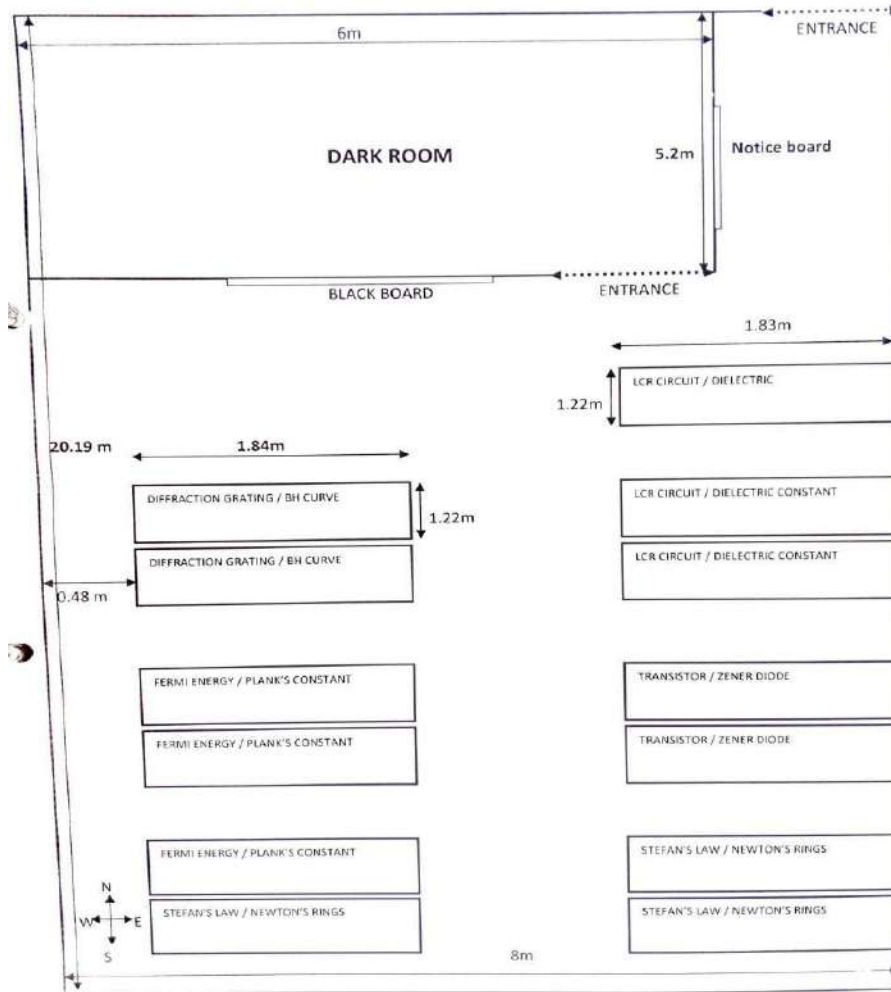 ENTRANCE
6m
DARK ROOM
5.2m
Notice board
BLACK BOARD
ENTRANCE
1.83m
LCR CIRCUIT / DIELECTRIC
1.22m
20.19 m
1.84m
DIFFRACTION GRATING / BH CURVE
1.22m
LCR CIRCUIT / DIELECTRIC CONSTANT
DIFFRACTION GRATING / BH CURVE
LCR CIRCUIT / DIELECTRIC CONSTANT
0.48 m
FERMI ENERGY / PLANK'S CONSTANT
TRANSISTOR / ZENER DIODE
FERMI ENERGY / PLANK'S CONSTANT
TRANSISTOR / ZENER DIODE
FERMI ENERGY / PLANK'S CONSTANT
STEFAN'S LAW / NEWTON'S RINGS
N
W E
S
STEFAN'S LAW / NEWTON'S RINGS
STEFAN'S LAW / NEWTON'S RINGS
8m